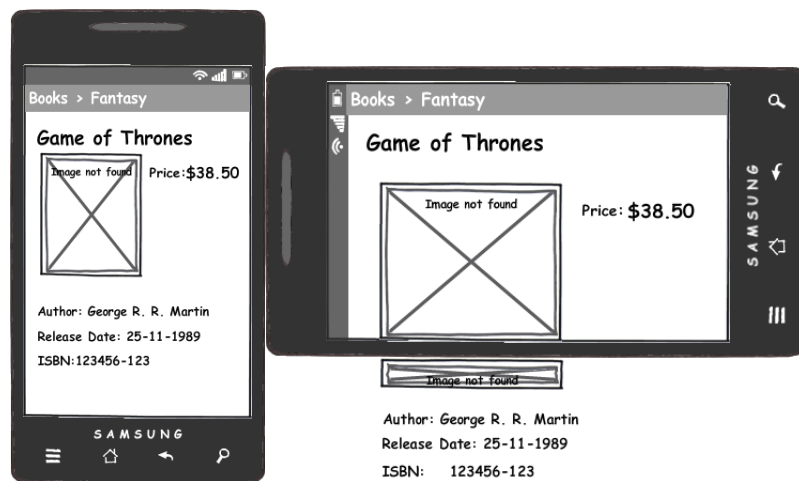 Books > Fantasy
Game of Thrones
Image not found
Price:$38.50
Author: George R. R. Martin
Release Date: 25-11-1989
ISBN:123456-123
SAMSUNG
Books > Fantasy
Game of Thrones
Image not found
Price: $38.50
SAMSUNG
Image not found
Author: George R. R. Martin
Release Date: 25-11-1989
ISBN: 123456-123